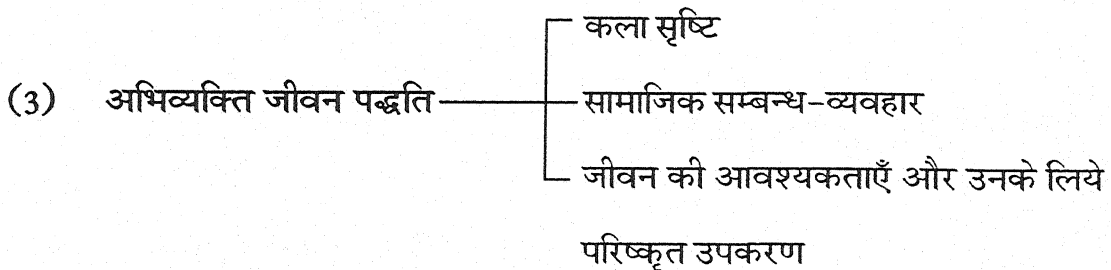 कला सृष्टि
(3) अभिव्यक्ति जीवन पद्धति
सामाजिक सम्बन्ध-व्यवहार
जीवन की आवश्यकताएँ और उनके लिये
परिष्कृत उपकरण